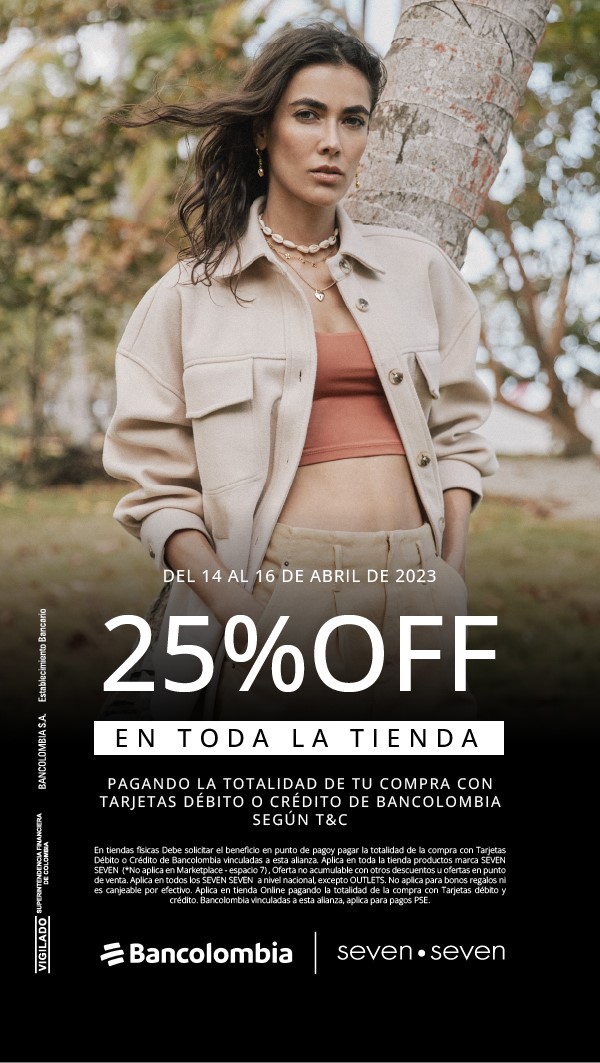 DEL 14 AL 16 DE ABRIL DE 2023
25%OFF
EN TODA LA TIENDA
PAGANDO LA TOTALIDAD DE TU COMPRA CON
TARJETAS DÉBITO O CRÉDITO DE BANCOLOMBIA
SEGÚN T&C
En tiendas físicas Debe solicitar el beneficio en punto de pagoy pagar la totalidad de la compra con Tarjetas
Débito o Crédito de Bancolombia vinculadas a esta alianza. Aplica en toda la tienda productos marca SEVEN
SEVEN (*No aplica en Marketplace - espacio 7) , Oferta no acumulable con otros descuentos u ofertas en punto
de venta. Aplica en todos los SEVEN SEVEN a nivel nacional, excepto OUTLETS. No aplica para bonos regalos ni
es canjeable por efectivo. Aplica en tienda Online pagando la totalidad de la compra con Tarjetas débito y
crédito. Bancolombia vinculadas a esta alianza, aplica para pagos PSE.
Bancolombia
seven•seven
VIGILADO
SUPERINTENDENCIA FINANCIERA
DE COLOMBIA
BANCOLOMBIA S.A. Establecimiento Bancario